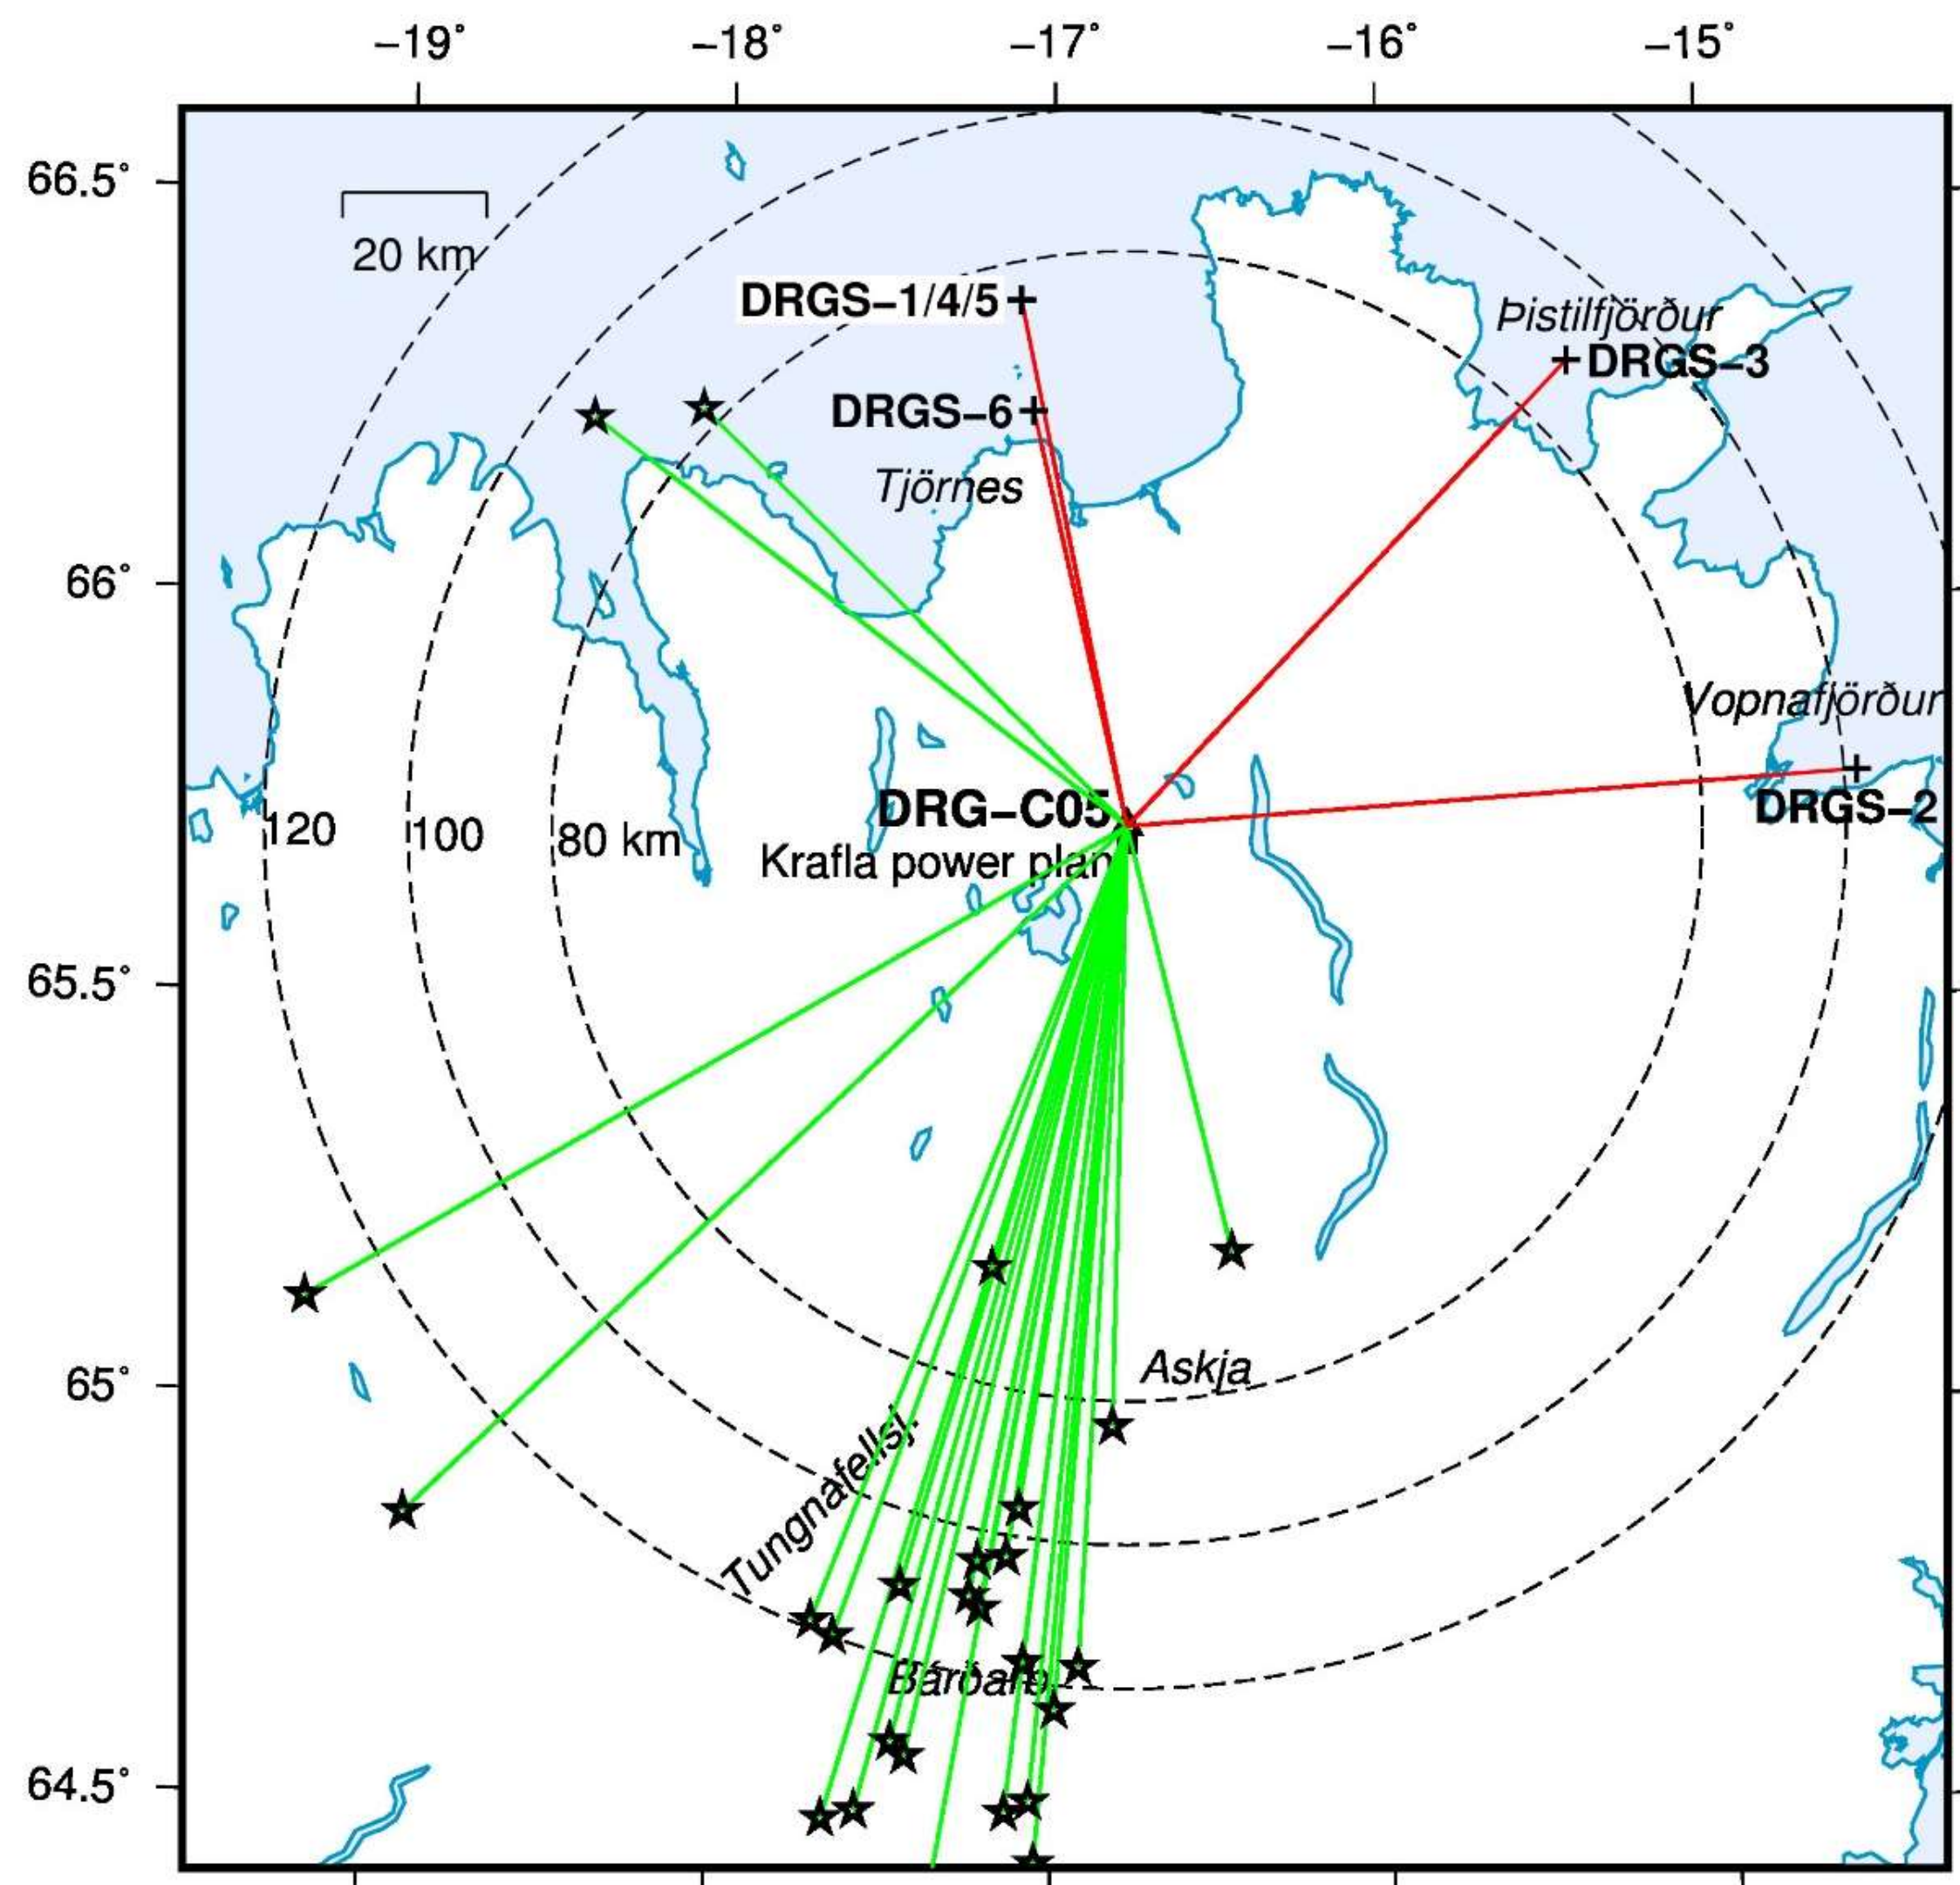 −19°
−18°
−17°
−16°
−15°
66.5°
20 km
DRGS−1/4/5
Þistilfjörður
DRGS−3
DRGS−6
Tjörnes
66°
Vopnafjörður
DRG−C05
DRGS−2
120
100
80 km
Krafla power plan
65.5°
Askja
65°
Tungnafellsj.
Bárðarb
64.5°